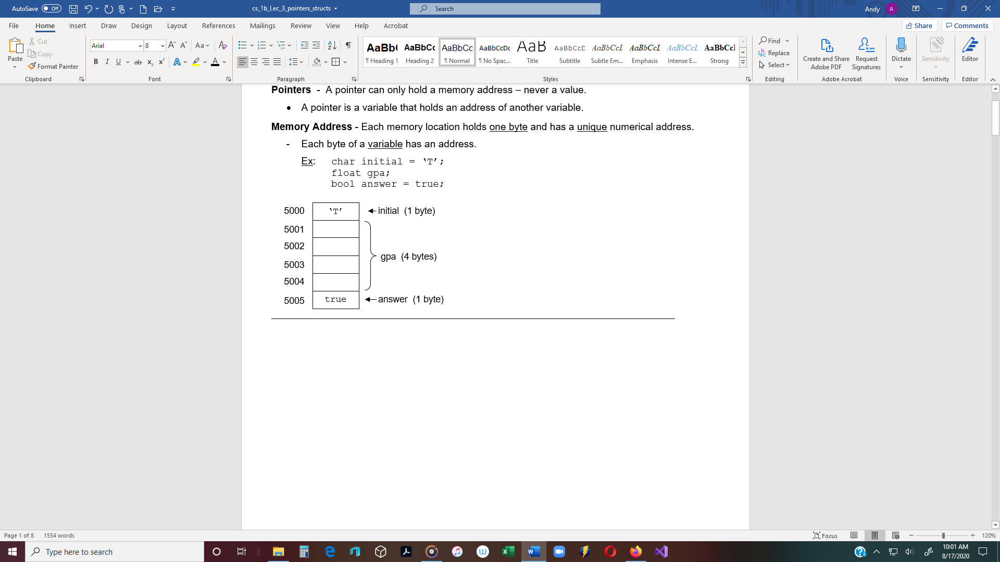 AutoSave Off cs_1b_Lec_3_pointers_structs Search Andy A
File Home Insert Draw Design Layout References Mailings Review View Help Acrobat Share Comments
Paste Cut
Copy
Format Painter
Clipboard
Arial 8
Font
Paragraph
AaBb( AaBbCc AaBbCc AaBbCcDc AaB AaBbCcD AaBbCcL AaBbCcL AaBbCcL AaBbCcl
¶ Heading 1 Heading 2 ¶ Normal ¶ No Spac... Title Subtitle Subtle Em... Emphasis Intense E... Strong
Styles
Find
Replace
Select
Editing
Create and Share
Adobe PDF
Request
Signatures
Adobe Acrobat
Dictate
Voice
Sensitivity
Sensitivity
Editor
Editor
Pointers - A pointer can only hold a memory address – never a value.
• A pointer is a variable that holds an address of another variable.
Memory Address - Each memory location holds one byte and has a unique numerical address.
- Each byte of a variable has an address.
Ex: char initial = ‘T’;
float gpa;
bool answer = true;
5000 ‘T’ initial (1 byte)
5001
5002
gpa (4 bytes)
5003
5004
5005 true answer (1 byte)
Page 1 of 8 1554 words Focus 120%
Type here to search
10:01 AM
8/17/2020